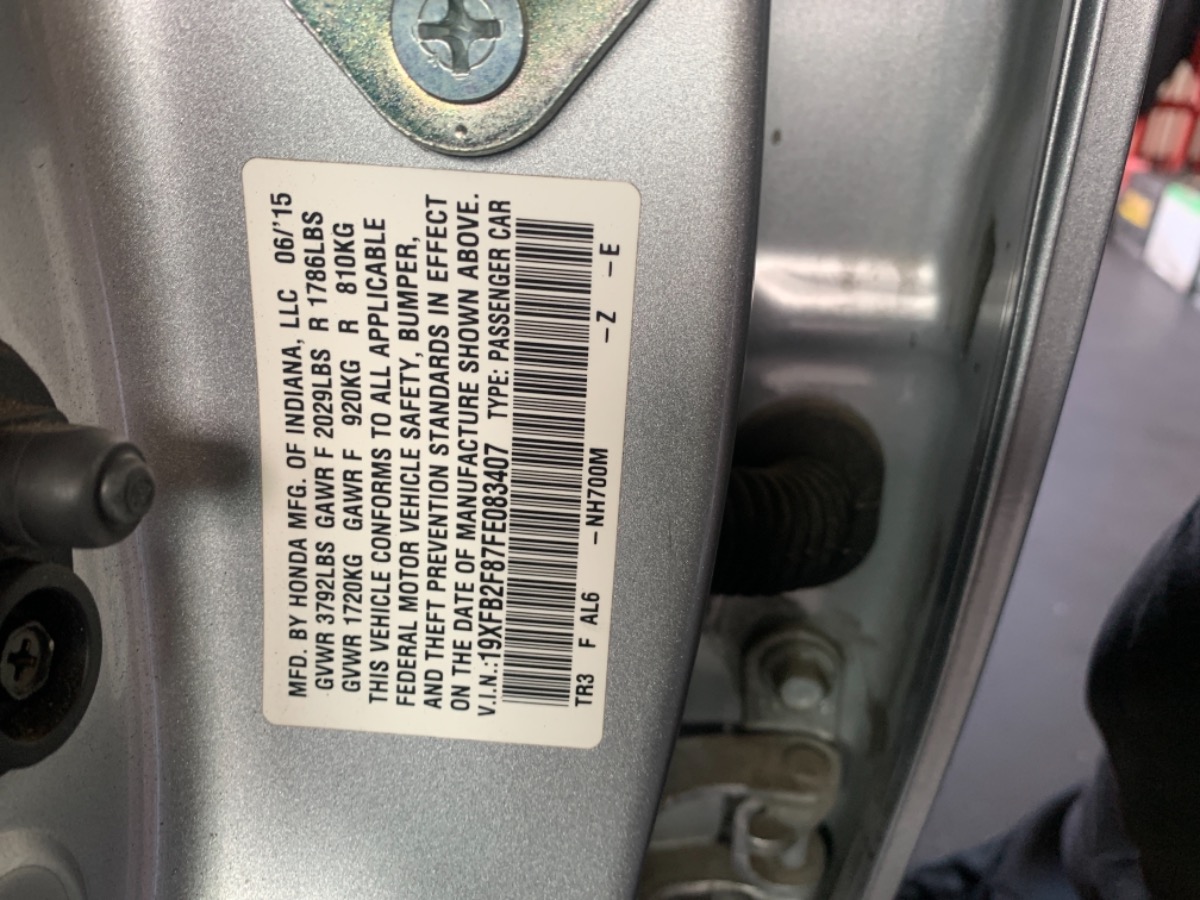 MFD. BY HONDA MFG. OF INDIANA, LLC 06/'15
GVWR 3792LBS GAWR F 2029LBS R 1786LBS
GVWR 1720KG GAWR F 920KG R 810KG
THIS VEHICLE CONFORMS TO ALL APPLICABLE
FEDERAL MOTOR VEHICLE SAFETY, BUMPER,
AND THEFT PREVENTION STANDARDS IN EFFECT
ON THE DATE OF MANUFACTURE SHOWN ABOVE.
V.I.N.:19XFB2F87FE083407 TYPE: PASSENGER CAR
TR3 F AL6 -NH700M -Z -E